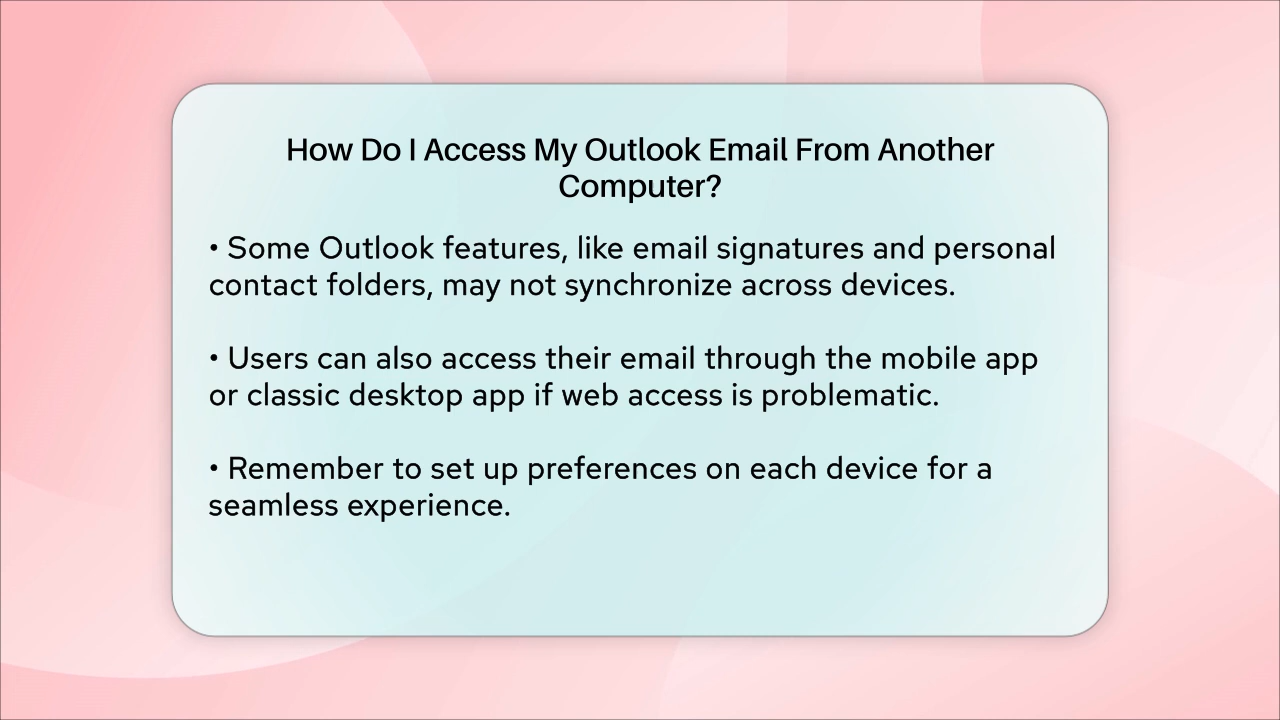 How Do I Access My Outlook Email From Another
Computer?
• Some Outlook features, like email signatures and personal
contact folders, may not synchronize across devices.
• Users can also access their email through the mobile app
or classic desktop app if web access is problematic.
• Remember to set up preferences on each device for a
seamless experience.